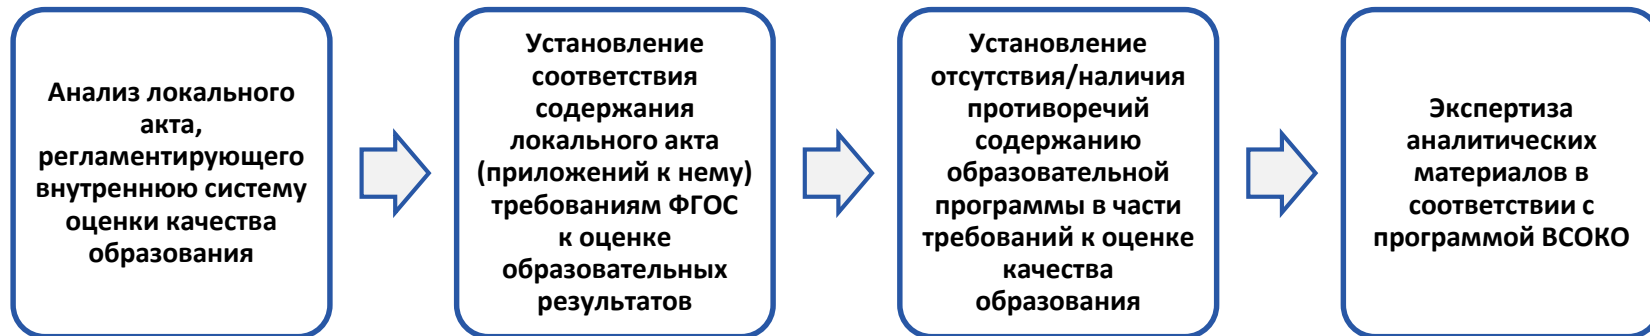 Анализ локального
акта,
регламентирующего
внутреннюю систему
оценки качества
образования
Установление
соответствия
содержания
локального акта
(приложений к нему)
требованиям ФГОС
к оценке
образовательных
результатов
Установление
отсутствия/наличия
противоречий
содержанию
образовательной
программы в части
требований к оценке
качества
образования
Экспертиза
аналитических
материалов в
соответствии с
программой ВСОКО